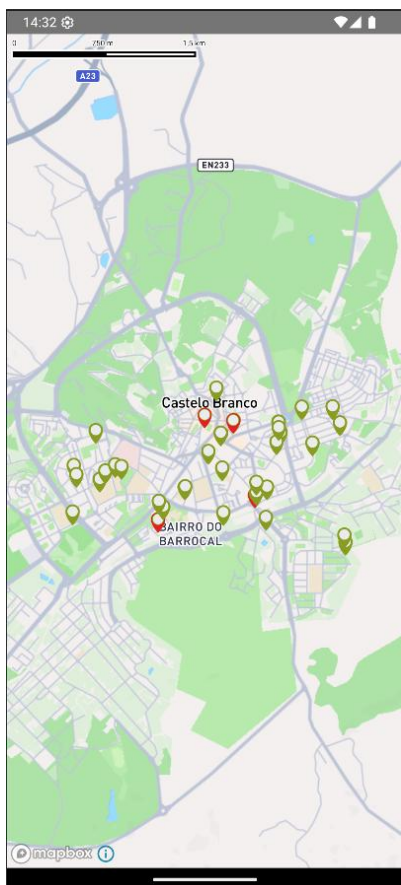 14:32
0 750 m 1.5 km
A23
EN233
Castelo Branco
BAIRRO DO
BARROCAL
mapbox